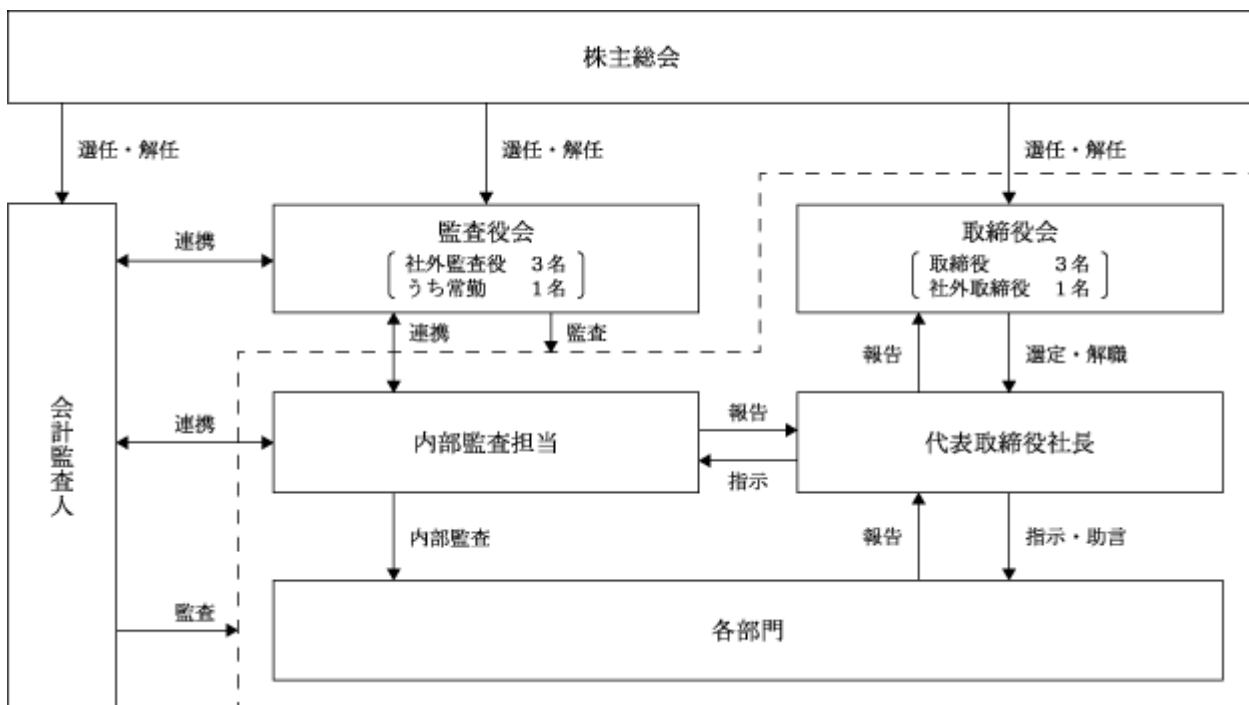 株主総会
選任・解任
選任・解任
選任・解任
監査役会
社外監査役 3名
うち常勤 1名
取締役会
取締役 3名
社外取締役 1名
連携
連携
監査
報告
選定・解職
会計監査人
連携
内部監査担当
報告
指示
代表取締役社長
内部監査
報告
指示・助言
監査
各部門